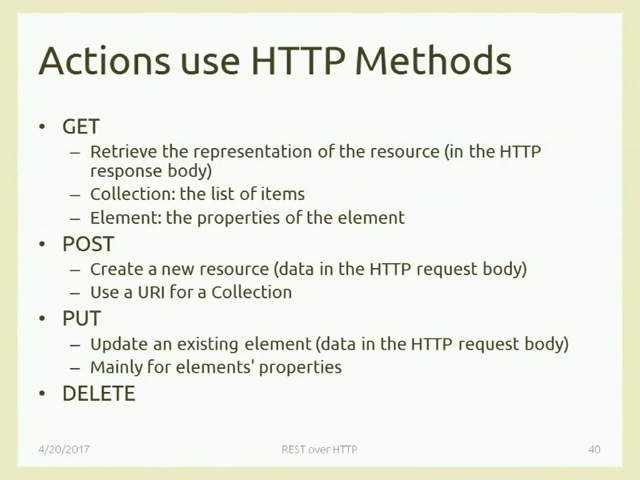 Actions use HTTP Methods
• GET
– Retrieve the representation of the resource (in the HTTP
response body)
– Collection: the list of items
– Element: the properties of the element
• POST
– Create a new resource (data in the HTTP request body)
– Use a URI for a Collection
• PUT
– Update an existing element (data in the HTTP request body)
– Mainly for elements' properties
• DELETE
4/20/2017 REST over HTTP 40